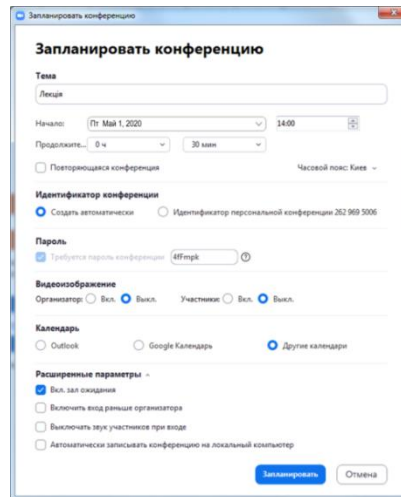 Запланировать конференцию
Запланировать конференцию
Тема
Лекція
Начало: Пт Май 1, 2020 14:00
Продолжите... 0 ч 30 мин
Повторяющаяся конференция Часовой пояс: Киев
Идентификатор конференции
Создать автоматически Идентификатор персональной конференции 262 969 5006
Пароль
Требуется пароль конференции 4fFmpk
Видеоизображение
Организатор: Вкл. Выкл. Участники: Вкл. Выкл.
Календарь
Outlook Google Календарь Другие календари
Расширенные параметры
Вкл. зал ожидания
Включить вход раньше организатора
Выключать звук участников при входе
Автоматически записывать конференцию на локальный компьютер
Запланировать Отмена